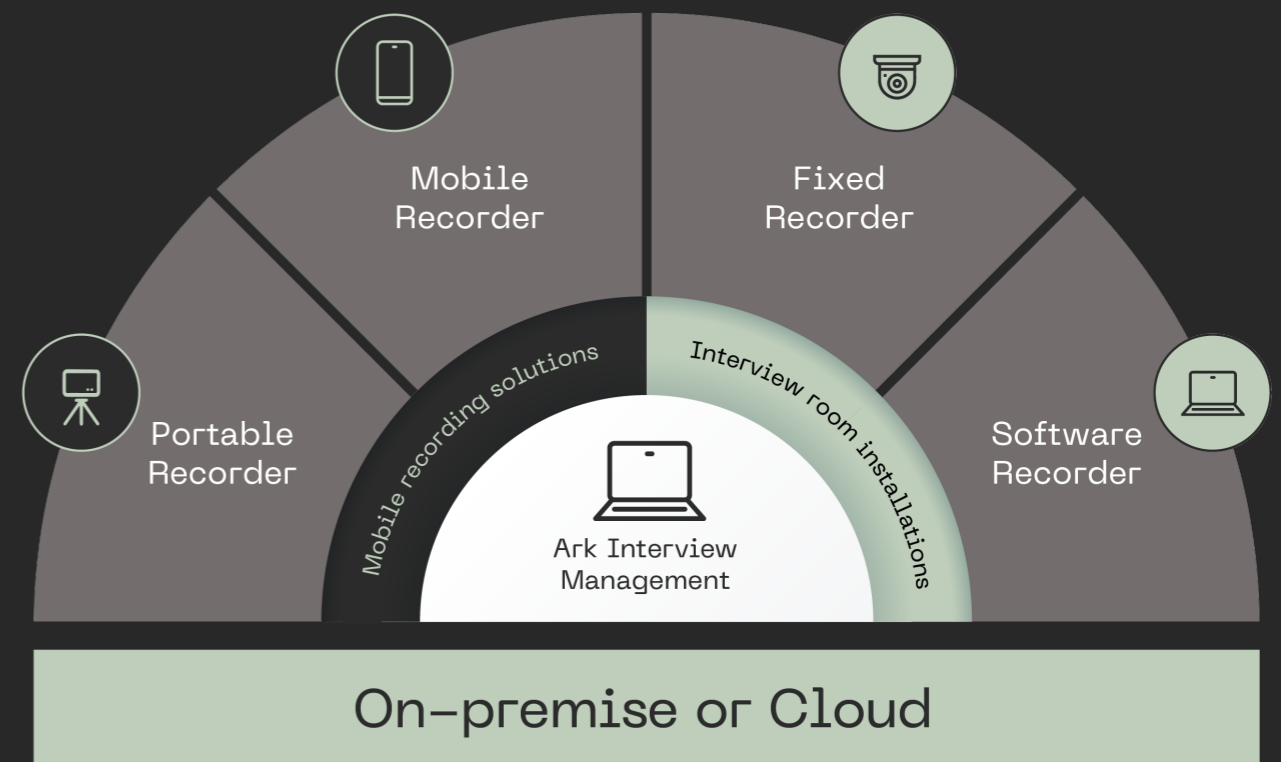 Mobile
Recorder
Fixed
Recorder
Portable
Recorder
Software
Recorder
Mobile recording solutions
Interview room installations
Ark Interview
Management
On-premise or Cloud